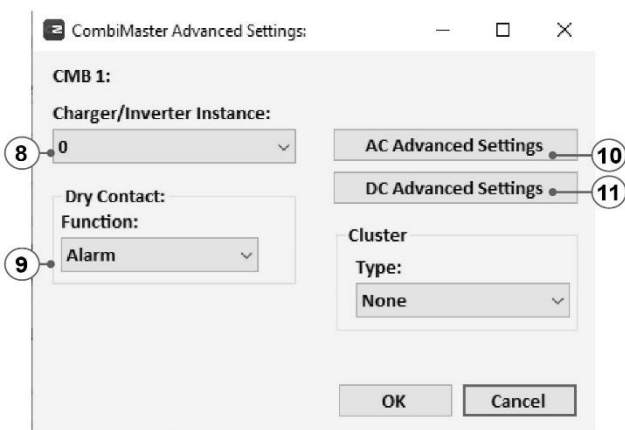 CombiMaster Advanced Settings:
CMB 1:
Charger/Inverter Instance:
8
0
AC Advanced Settings
10
DC Advanced Settings
11
Dry Contact:
Function:
9
Alarm
Cluster
Type:
None
OK
Cancel